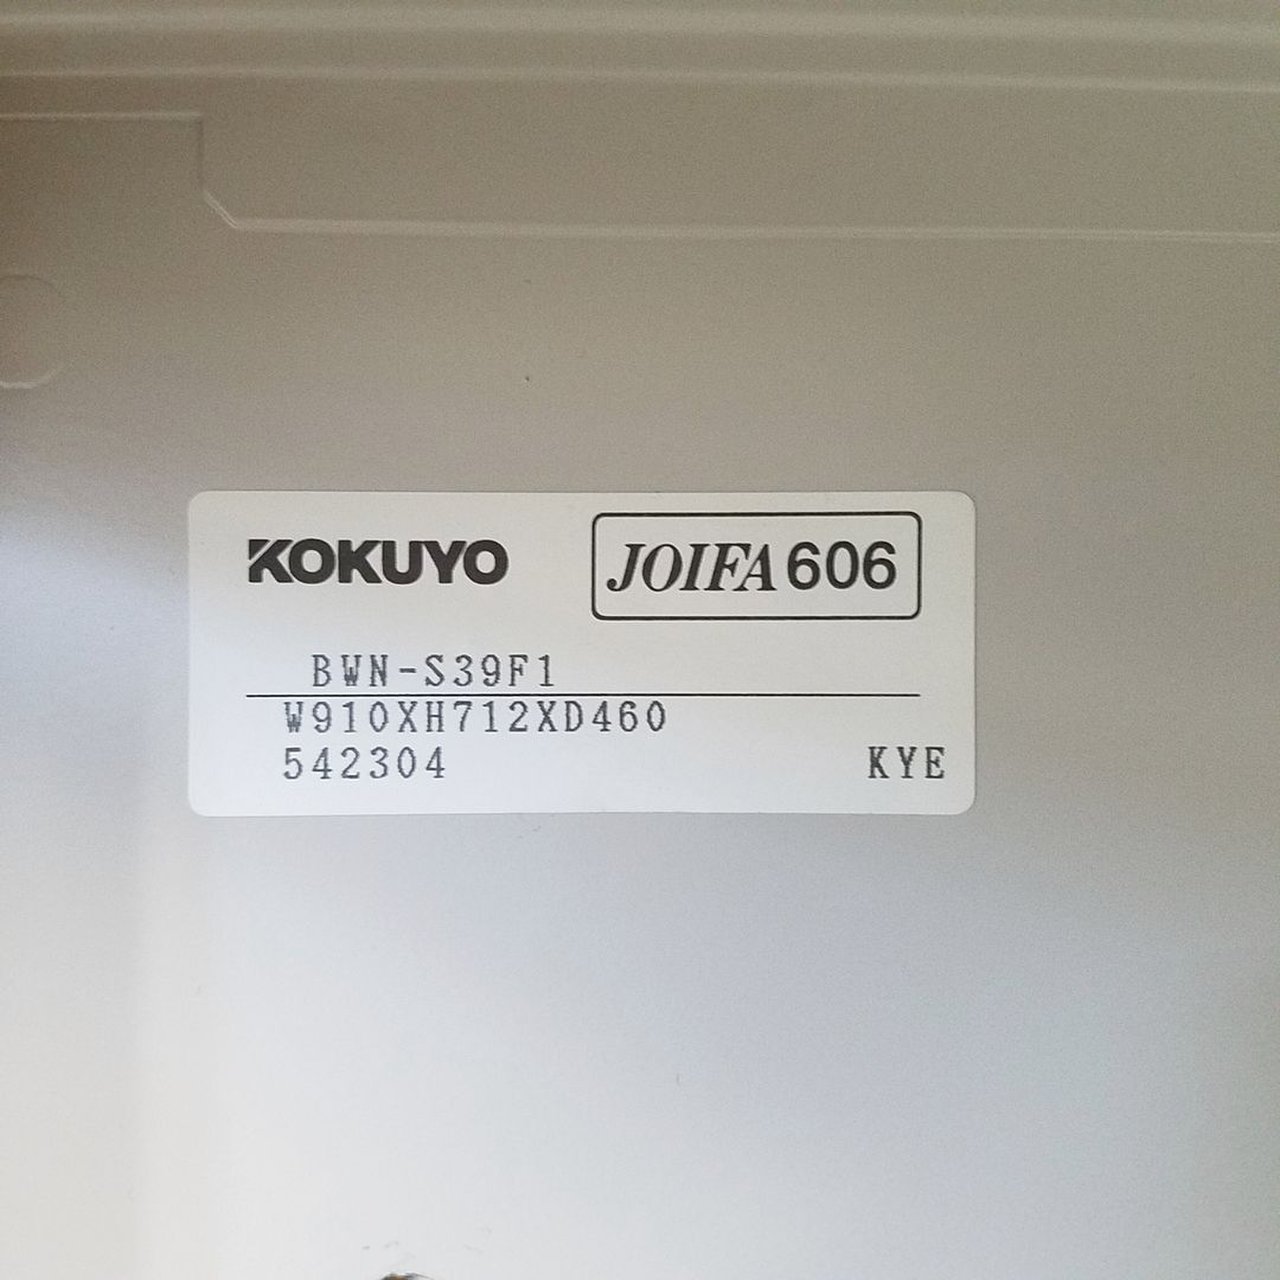 KOKUYO JOIFA606
BWN-S39F1
W910XH712XD460
542304 KYE